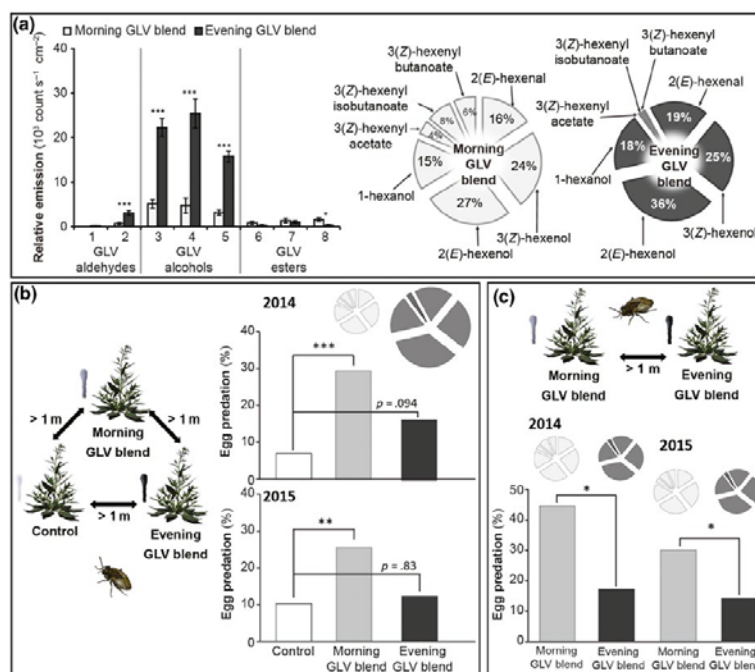 (a)
Morning GLV blend
Evening GLV blend
Relative emission (10³ count s⁻¹ cm⁻²)
40
30
20
10
0
***
***
***
***
*
1 2 3 4 5 6 7 8
GLV aldehydes
GLV alcohols
GLV esters
3(Z)-hexenyl butanoate
3(Z)-hexenyl isobutanoate
3(Z)-hexenyl acetate
1-hexanol
2(E)-hexenal
3(Z)-hexenol
2(E)-hexenol
6%
8%
4%
15%
16%
24%
27%
Morning GLV blend
3(Z)-hexenyl isobutanoate
3(Z)-hexenyl butanoate
3(Z)-hexenyl acetate
2(E)-hexenal
1-hexanol
3(Z)-hexenol
2(E)-hexenol
19%
18%
25%
36%
Evening GLV blend
(b)
> 1 m
> 1 m
Morning GLV blend
Control
> 1 m
Evening GLV blend
2014
Egg predation (%)
40
30
20
10
0
***
p = .094
2015
Egg predation (%)
40
30
20
10
0
**
p = .83
Control
Morning GLV blend
Evening GLV blend
(c)
Morning GLV blend
> 1 m
Evening GLV blend
2014
2015
Egg predation (%)
50
40
30
20
10
0
*
*
Morning GLV blend
Evening GLV blend
Morning GLV blend
Evening GLV blend